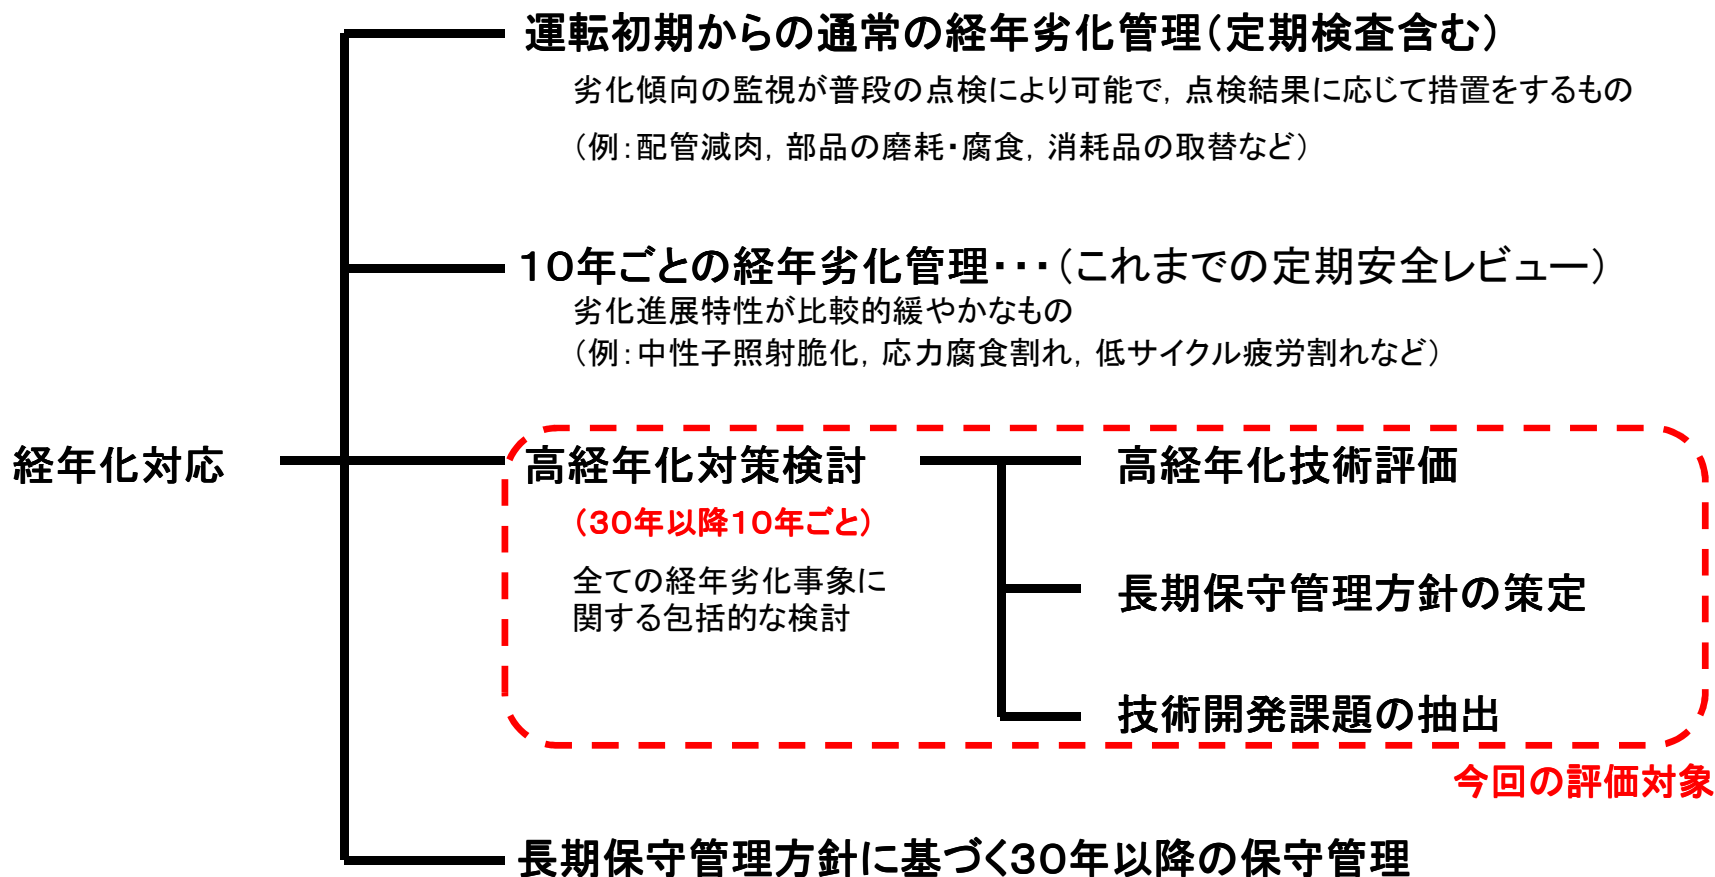 運転初期からの通常の経年劣化管理(定期検査含む)
劣化傾向の監視が普段の点検により可能で,点検結果に応じて措置をするもの
(例:配管減肉,部品の磨耗・腐食,消耗品の取替など)
10年ごとの経年劣化管理・・・(これまでの定期安全レビュー)
劣化進展特性が比較的緩やかなもの
(例:中性子照射脆化,応力腐食割れ,低サイクル疲労割れなど)
経年化対応
高経年化対策検討
(30年以降10年ごと)
全ての経年劣化事象に
関する包括的な検討
高経年化技術評価
長期保守管理方針の策定
技術開発課題の抽出
今回の評価対象
長期保守管理方針に基づく30年以降の保守管理